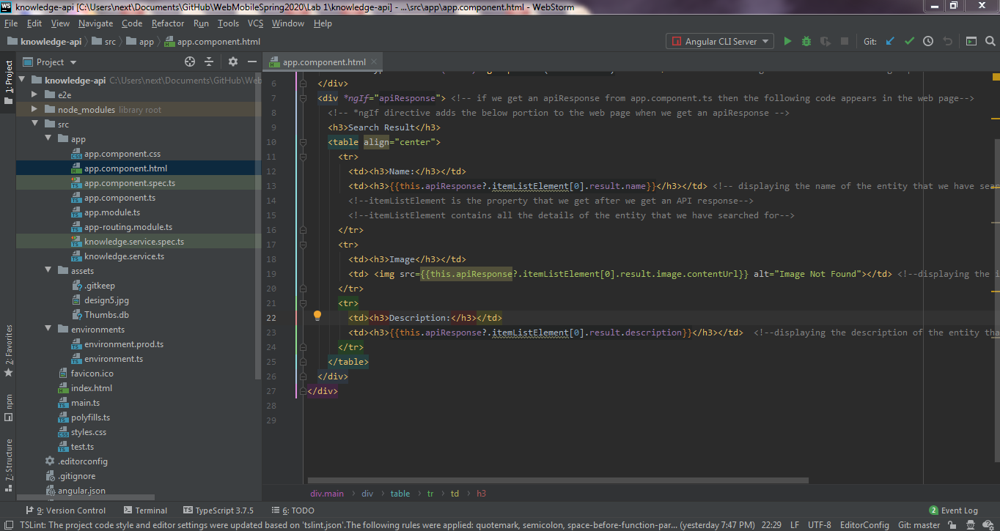 WS knowledge-api [C:\Users\next\Documents\GitHub\WebMobileSpring2020\Lab 1\knowledge-api] - ...\src\app\app.component.html - WebStorm
File Edit View Navigate Code Refactor Run Tools VCS Window Help
knowledge-api src app app.component.html Angular CLI Server Git:
1: Project
2: Favorites
npm
7: Structure
Project
knowledge-api C:\Users\next\Documents\GitHub\Web
e2e
node_modules library root
src
app
app.component.css
app.component.html
app.component.spec.ts
app.component.ts
app.module.ts
app-routing.module.ts
knowledge.service.spec.ts
knowledge.service.ts
assets
.gitkeep
design5.jpg
Thumbs.db
environments
environment.prod.ts
environment.ts
favicon.ico
index.html
main.ts
polyfills.ts
styles.css
test.ts
.editorconfig
.gitignore
angular.json
app.component.html
6 </div>
7 <div *ngIf="apiResponse"> <!-- if we get an apiResponse from app.component.ts then the following code appears in the web page-->
8 <!-- *ngIf directive adds the below portion to the web page when we get an apiResponse -->
9 <h3>Search Result</h3>
10 <table align="center">
11 <tr>
12 <td><h3>Name:</h3></td>
13 <td><h3>{{this.apiResponse?.itemListElement[0].result.name}}</h3></td> <!-- displaying the name of the entity that we have sear
14 <!--itemListElement is the property that we get after we get an API response-->
15 <!--itemListElement contains all the details of the entity that we have searched for-->
16 </tr>
17 <tr>
18 <td><h3>Image</h3></td>
19 <td> <img src={{this.apiResponse?.itemListElement[0].result.image.contentUrl}} alt="Image Not Found"></td> <!--displaying the i
20 </tr>
21 <tr>
22 <td><h3>Description:</h3></td>
23 <td><h3>{{this.apiResponse?.itemListElement[0].result.description}}</h3></td> <!--displaying the description of the entity tha
24 </tr>
25 </table>
26 </div>
27 </div>
28
29
div.main div table tr td h3
9: Version Control Terminal TypeScript 3.7.5 6: TODO 2 Event Log
TSLint: The project code style and editor settings were updated based on 'tslint.json'.The following rules were applied: quotemark, semicolon, space-before-function-par... (yesterday 7:47 PM) 22:29 LF UTF-8 EditorConfig Git: master